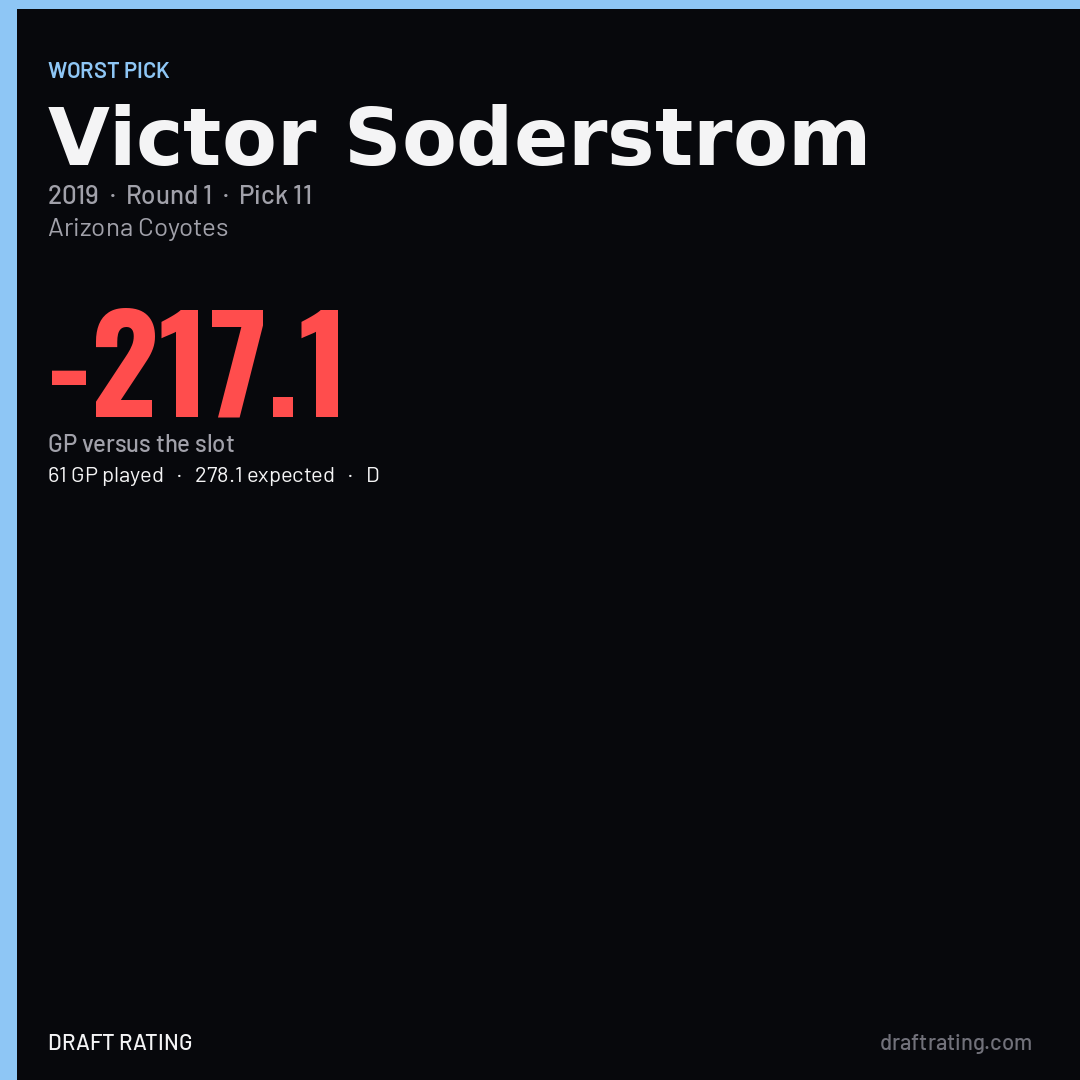 WORST PICK
Victor Soderstrom
2019 · Round 1 · Pick 11
Arizona Coyotes
-217.1
GP versus the slot
61 GP played · 278.1 expected · D
DRAFT RATING
draftrating.com